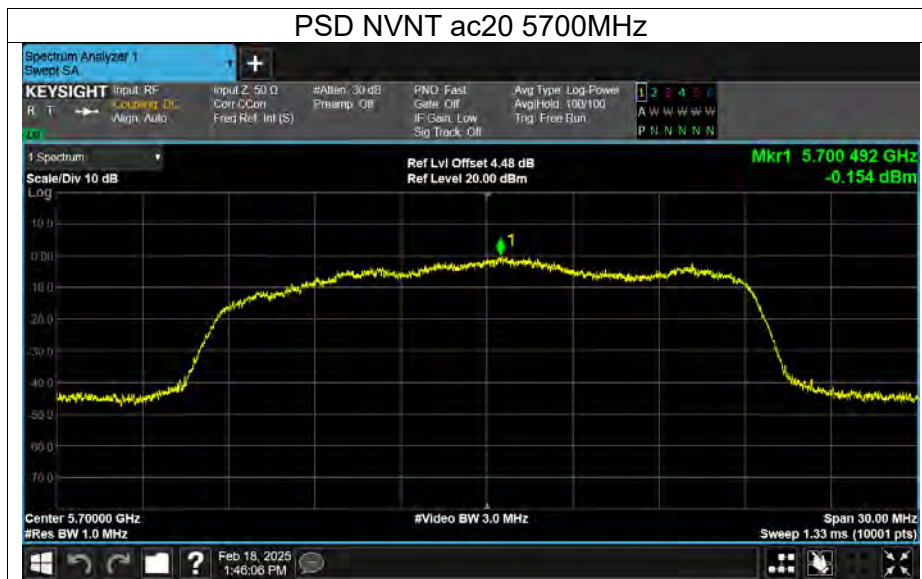 PSD NVNT ac20 5700MHz
Spectrum Analyzer 1
Swept SA
+
KEYSIGHT Input: RF
R T Coupling: DC
Align: Auto
Input Z: 50 Ω
Corr CCorr
Freq Ref: Int (S)
#Atten: 30 dB
Preamp: Off
PNO: Fast
Gate: Off
IF Gain: Low
Sig Track: Off
Avg Type: Log-Power
Avg|Hold: 100/100
Trig: Free Run
1 2 3 4 5 6
A W W W W W
P N N N N N
1 Spectrum
Scale/Div 10 dB
Ref Lvl Offset 4.48 dB
Ref Level 20.00 dBm
Mkr1 5.700 492 GHz
-0.154 dBm
Log
10.0
0.00
-10.0
-20.0
-30.0
-40.0
-50.0
-60.0
-70.0
1
Center 5.70000 GHz
#Res BW 1.0 MHz
#Video BW 3.0 MHz
Span 30.00 MHz
Sweep 1.33 ms (10001 pts)
?
Feb 18, 2025
1:46:06 PM